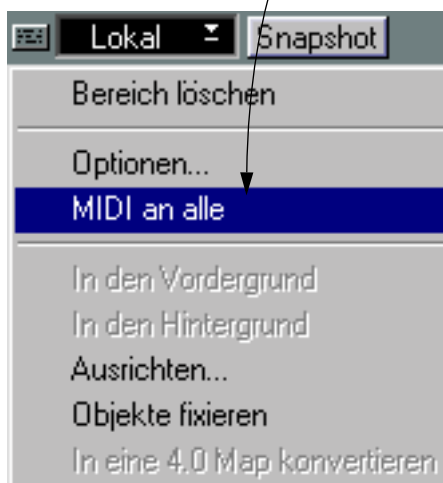 Lokal Snapshot
Bereich löschen
Optionen...
MIDI an alle
In den Vordergrund
In den Hintergrund
Ausrichten...
Objekte fixieren
In eine 4.0 Map konvertieren